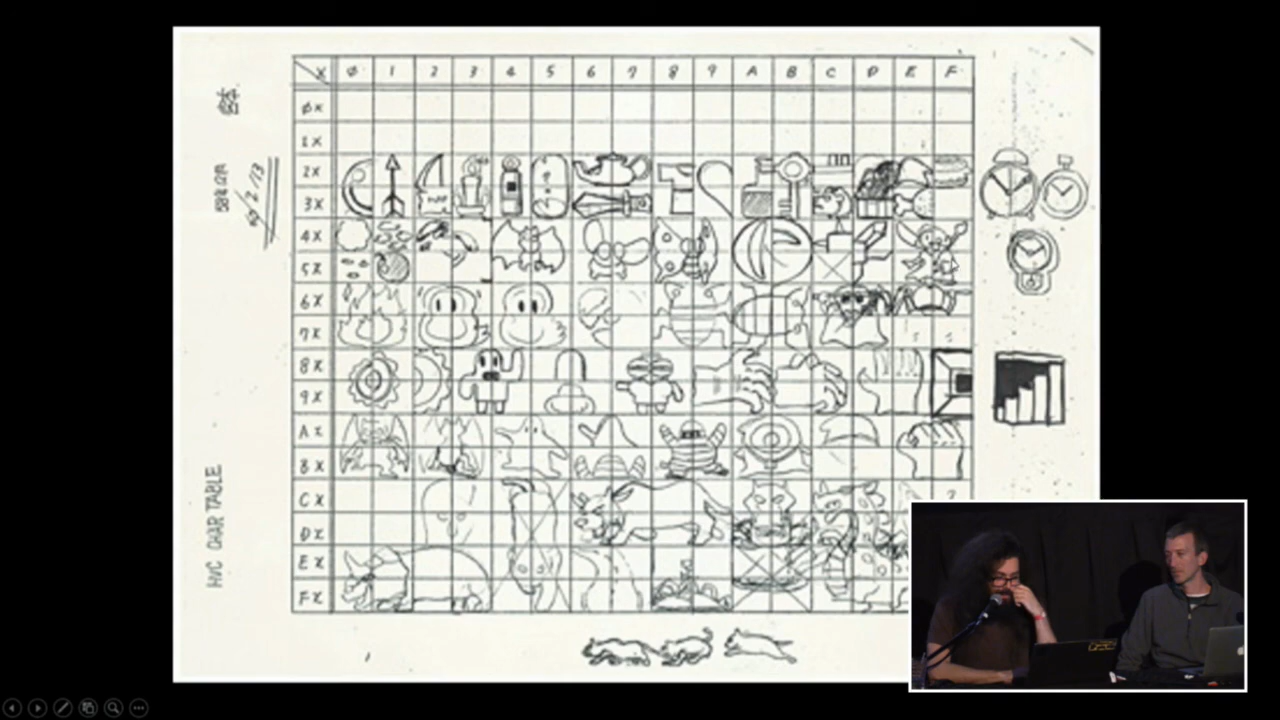 X 0 1 2 3 4 5 6 7 8 9 A B C D E F
0X
1X
2X
3X
4X
5X
6X
7X
8X
9X
AX
BX
CX
DX
EX
FX
?
HVC CHAR TABLE